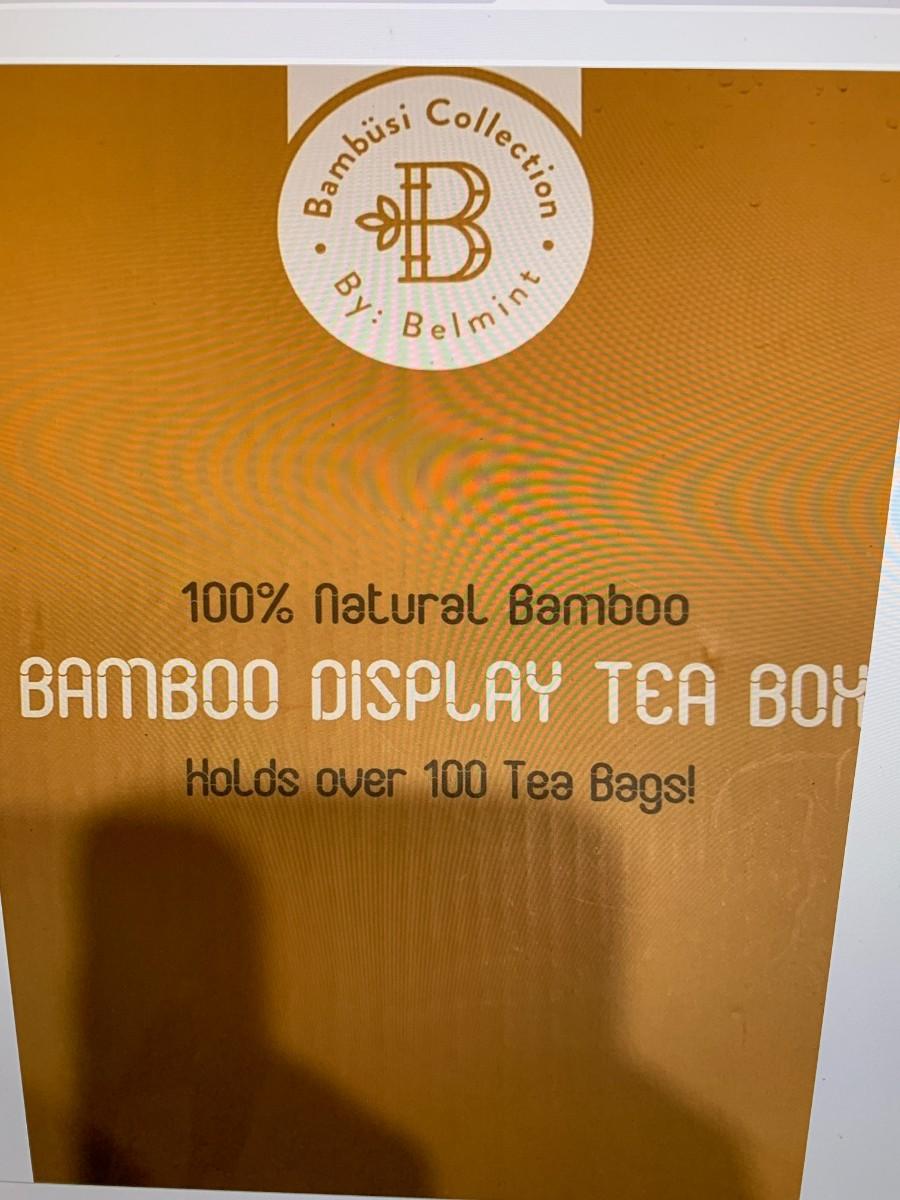 Bambüsi Collection
B
By: Belmint
100% Natural Bamboo
BAMBOO DISPLAY TEA BOX
Holds over 100 Tea Bags!